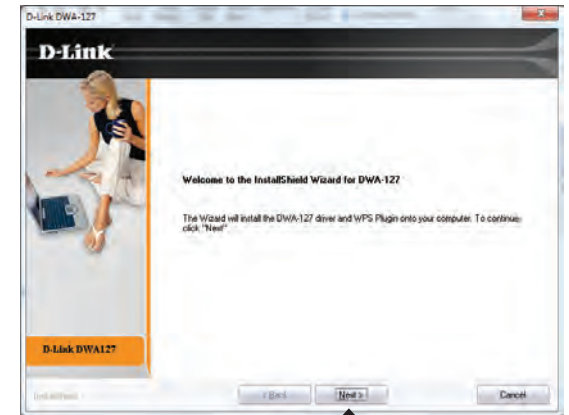 D-Link DWA-127
D-Link
Welcome to the InstallShield Wizard for DWA-127
The Wizard will install the DWA-127 driver and WPS Plugin onto your computer. To continue,
click "Next"
D-Link DWA127
InstallShield
< Back
Next >
Cancel